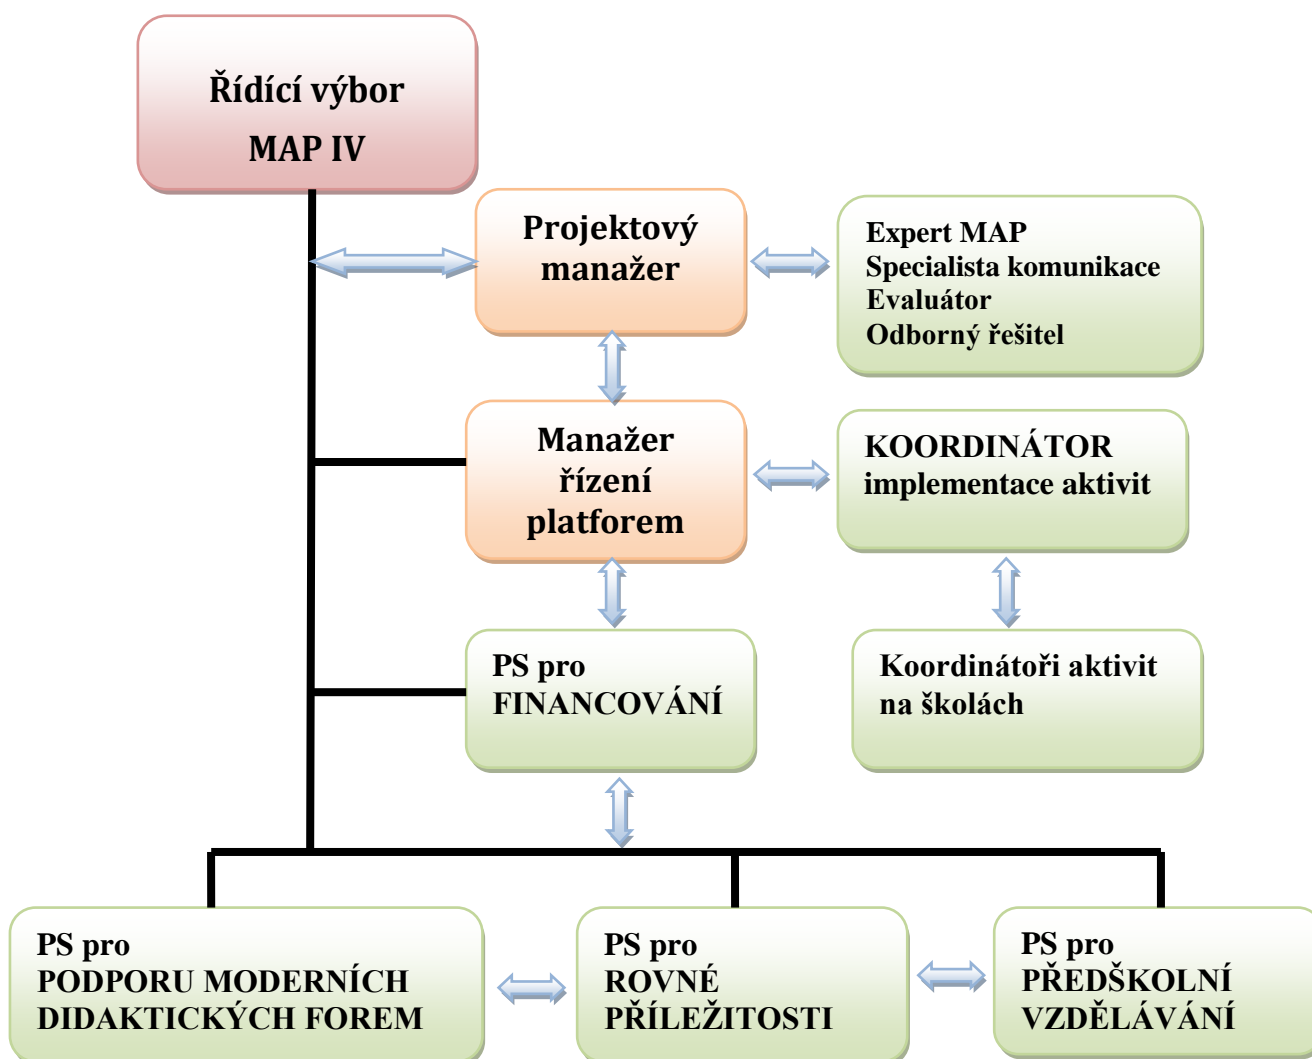 Řídící výbor
MAP IV
Projektový
manažer
Expert MAP
Specialista komunikace
Evaluátor
Odborný řešitel
Manažer
řízení
platforem
KOORDINÁTOR
implementace aktivit
PS pro
FINANCOVÁNÍ
Koordinátoři aktivit
na školách
PS pro
PODPORU MODERNÍCH
DIDAKTICKÝCH FOREM
PS pro
ROVNÉ
PŘÍLEŽITOSTI
PS pro
PŘEDŠKOLNÍ
VZDĚLÁVÁNÍ